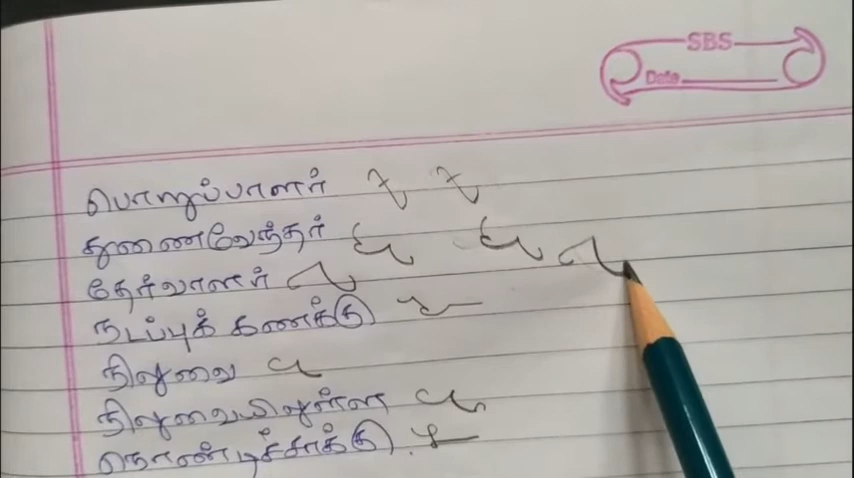 SBS
Date
பொறுப்பாளர்
துணைவேந்தர்
தேர்வாளர்
நடப்புக் கணக்கு
நிலுவை
நிலுவையிலுள்ள
நொண்டிச்சாக்கு